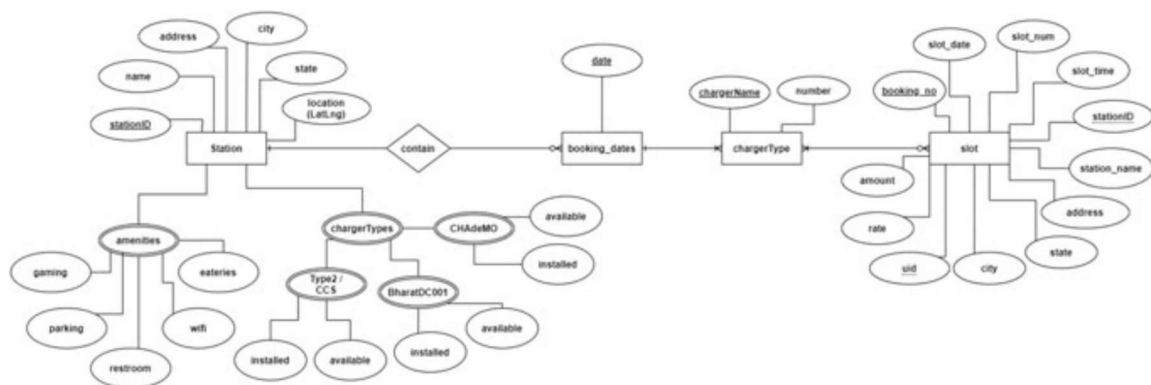 city
address
state
name
location
(LatLng)
stationID
Station
contain
date
booking_dates
chargerName
number
chargerType
slot_date
slot_num
booking_no
slot_time
stationID
slot
station_name
amount
address
rate
state
uid
city
amenities
gaming
eateries
parking
wifi
restroom
chargerTypes
CHAdeMO
available
installed
Type2 /
CCS
BharatDC001
installed
available
installed
available